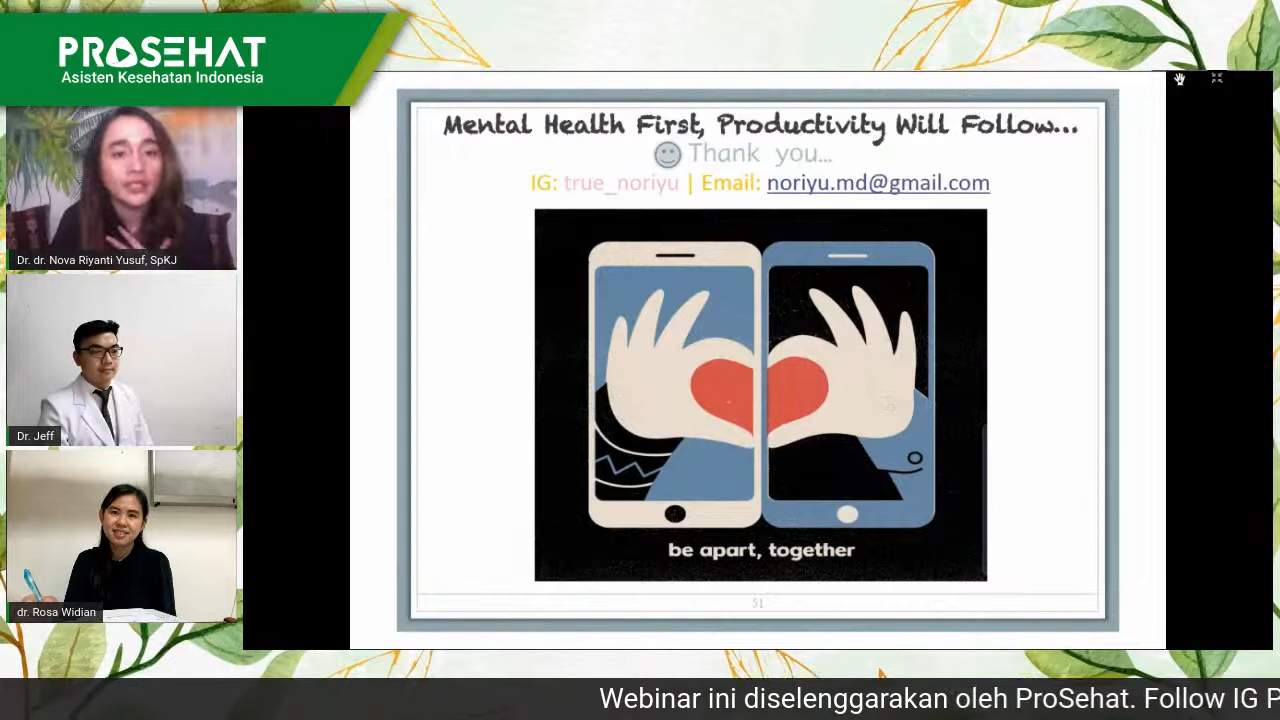 PROSEHAT
Asisten Kesehatan Indonesia
Mental Health First, Productivity Will Follow...
Thank you...
IG: true_noriyu | Email: noriyu.md@gmail.com
be apart, together
51
Dr. dr. Nova Riyanti Yusuf, SpKJ
Dr. Jeff
dr. Rosa Widian
Webinar ini diselenggarakan oleh ProSehat. Follow IG P